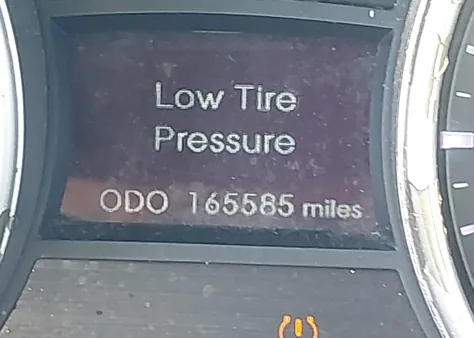 Low Tire
Pressure
ODO 165585 miles